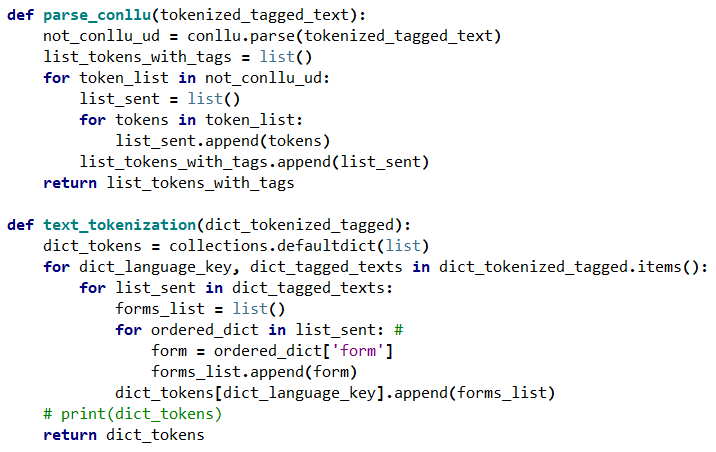 def parse_conllu(tokenized_tagged_text):
    not_conllu_ud = conllu.parse(tokenized_tagged_text)
    list_tokens_with_tags = list()
    for token_list in not_conllu_ud:
        list_sent = list()
        for tokens in token_list:
            list_sent.append(tokens)
        list_tokens_with_tags.append(list_sent)
    return list_tokens_with_tags

def text_tokenization(dict_tokenized_tagged):
    dict_tokens = collections.defaultdict(list)
    for dict_language_key, dict_tagged_texts in dict_tokenized_tagged.items():
        for list_sent in dict_tagged_texts:
            forms_list = list()
            for ordered_dict in list_sent: #
                form = ordered_dict['form']
                forms_list.append(form)
            dict_tokens[dict_language_key].append(forms_list)
    # print(dict_tokens)
    return dict_tokens